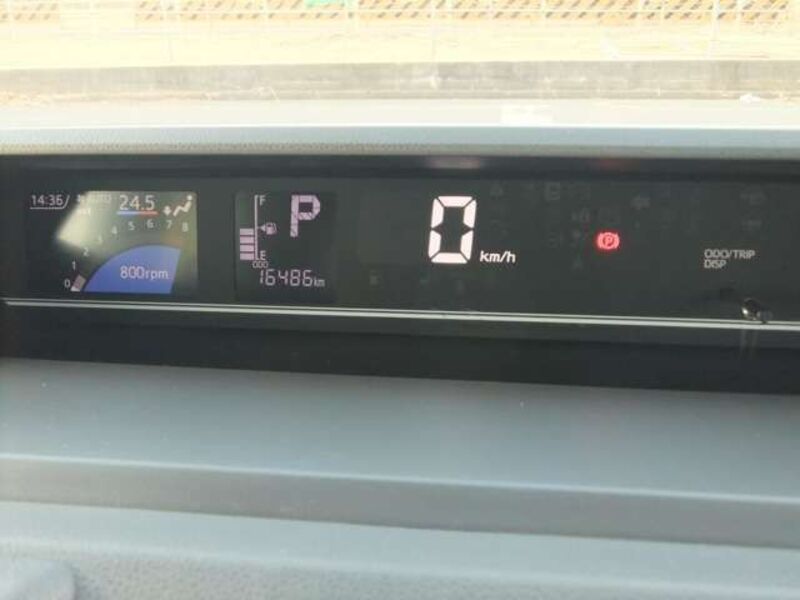 14:36 AUTO 24.5
0 1 2 3 4 5 6 7 8
800rpm
F
P
E
ODO
16486km
0 km/h
P
ODO/TRIP
DISP